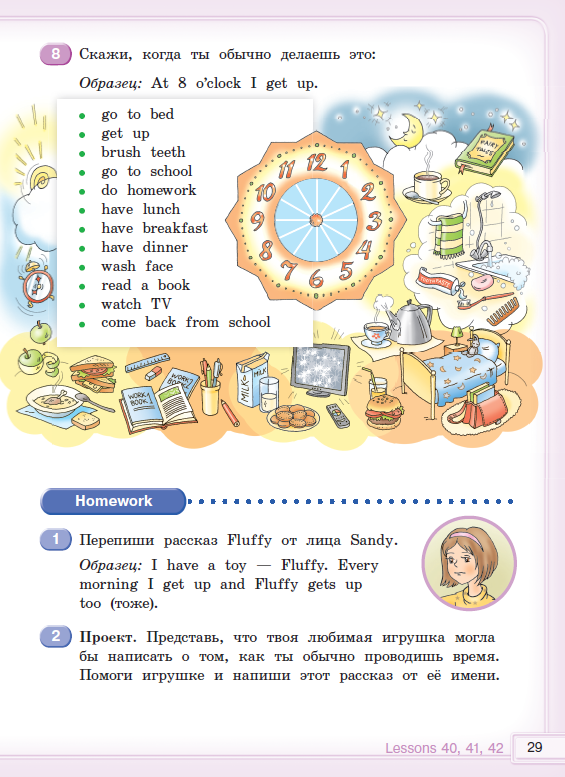 8 Скажи, когда ты обычно делаешь это:
Образец: At 8 o'clock I get up.
go to bed
get up
brush teeth
go to school
do homework
have lunch
have breakfast
have dinner
wash face
read a book
watch TV
come back from school
12
1
2
3
4
5
6
7
8
9
10
11
FAIRY
TALES
TOOTHPASTE
WORK
BOOK!
WORK
BOOK!
MILK
MILK
Homework
1 Перепиши рассказ Fluffy от лица Sandy.
Образец: I have a toy — Fluffy. Every
morning I get up and Fluffy gets up
too (тоже).
2 Проект. Представь, что твоя любимая игрушка могла
бы написать о том, как ты обычно проводишь время.
Помоги игрушке и напиши этот рассказ от её имени.
Lessons 40, 41, 42 29